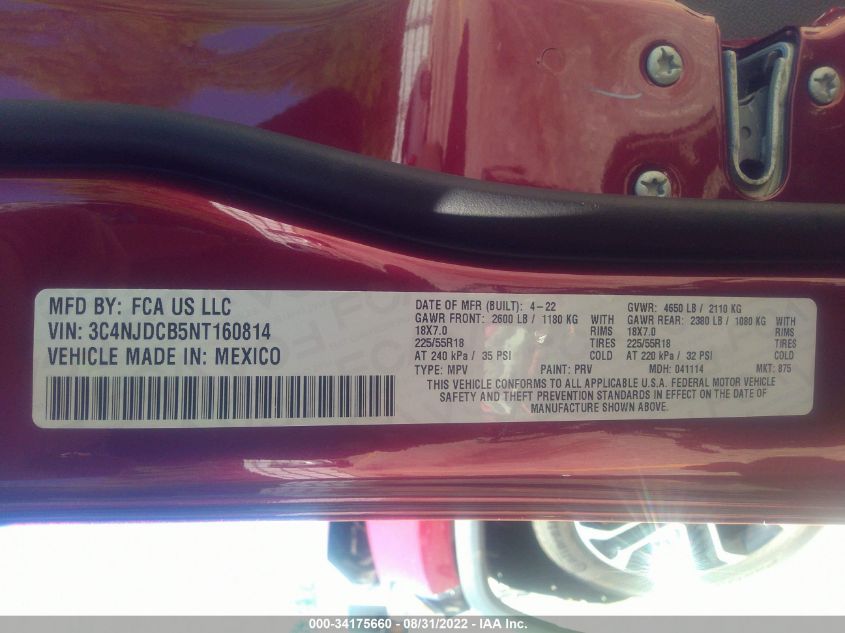 MFD BY: FCA US LLC
VIN: 3C4NJDCB5NT160814
VEHICLE MADE IN: MEXICO
DATE OF MFR (BUILT): 4-22 GVWR: 4650 LB / 2110 KG
GAWR FRONT: 2600 LB / 1180 KG WITH GAWR REAR: 2380 LB / 1080 KG WITH
18X7.0 RIMS 18X7.0 RIMS
225/55R18 TIRES 225/55R18 TIRES
AT 240 kPa / 35 PSI COLD AT 220 kPa / 32 PSI COLD
TYPE: MPV PAINT: PRV MDH: 041114 MKT: 875
THIS VEHICLE CONFORMS TO ALL APPLICABLE U.S.A. FEDERAL MOTOR VEHICLE
SAFETY AND THEFT PREVENTION STANDARDS IN EFFECT ON THE DATE OF
MANUFACTURE SHOWN ABOVE.
000-34175660 - 08/31/2022 - IAA Inc.